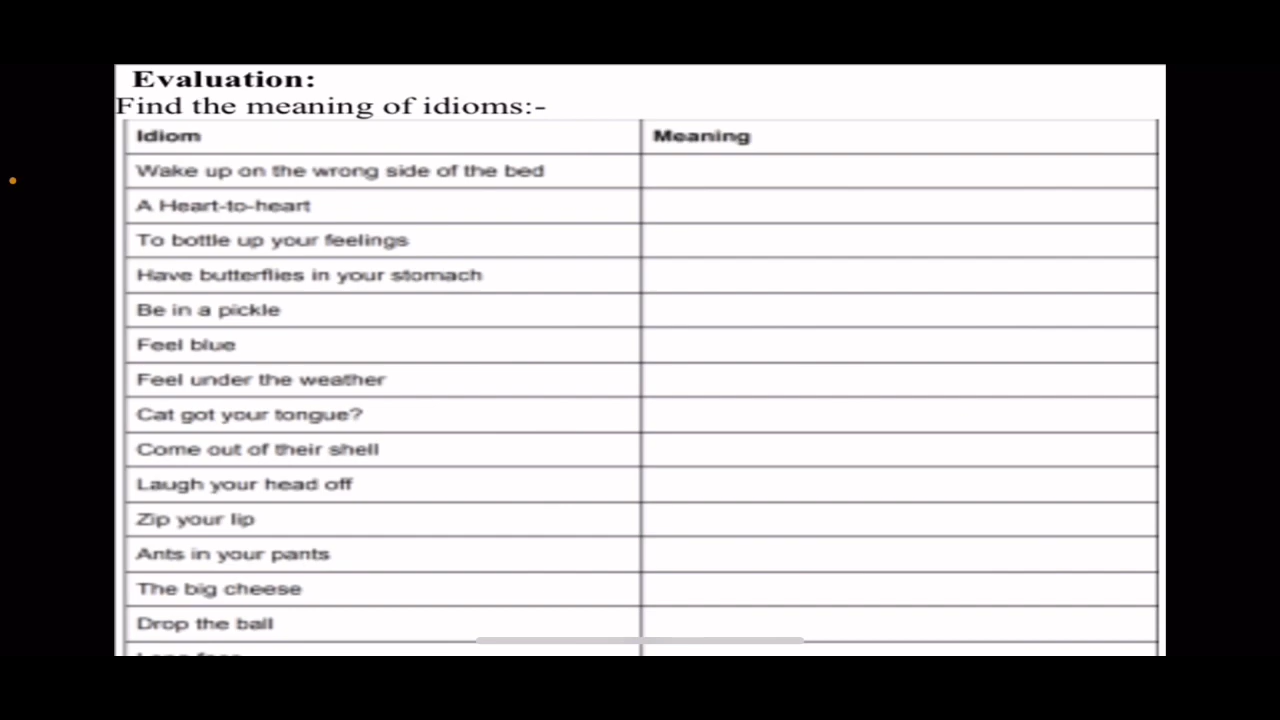 Evaluation:
Find the meaning of idioms:-
Idiom Meaning
Wake up on the wrong side of the bed
A Heart-to-heart
To bottle up your feelings
Have butterflies in your stomach
Be in a pickle
Feel blue
Feel under the weather
Cat got your tongue?
Come out of their shell
Laugh your head off
Zip your lip
Ants in your pants
The big cheese
Drop the ball